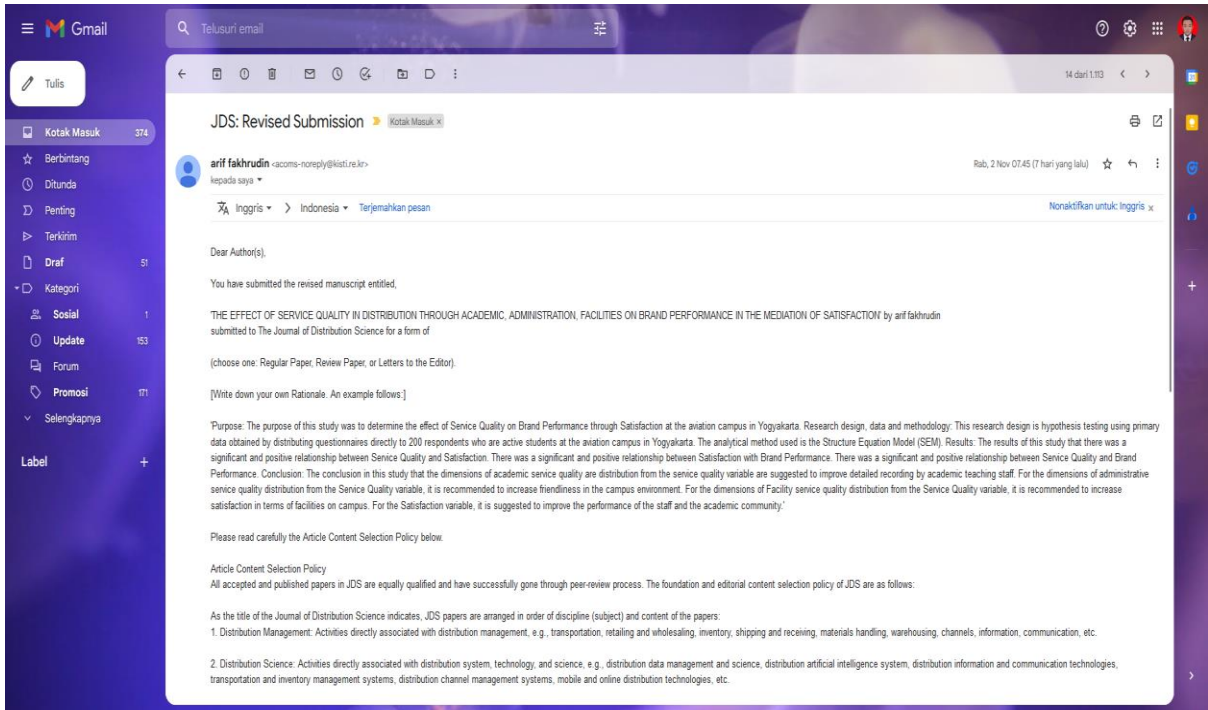 Gmail
Telusuri email
Tulis
14 dari 1.113
Kotak Masuk 374
Berbintang
Ditunda
Penting
Terkirim
Draf 51
Kategori
Sosial 1
Update 153
Forum
Promosi 171
Selengkapnya
Label
JDS: Revised Submission Kotak Masuk ×
arif fakhrudin <acoms-noreply@kisti.re.kr> Rab, 2 Nov 07.45 (7 hari yang lalu)
kepada saya
Inggris > Indonesia Terjemahkan pesan Nonaktifkan untuk: Inggris x
Dear Author(s),
You have submitted the revised manuscript entitled,
'THE EFFECT OF SERVICE QUALITY IN DISTRIBUTION THROUGH ACADEMIC, ADMINISTRATION, FACILITIES ON BRAND PERFORMANCE IN THE MEDIATION OF SATISFACTION' by arif fakhrudin
submitted to The Journal of Distribution Science for a form of
(choose one: Regular Paper, Review Paper, or Letters to the Editor).
[Write down your own Rationale. An example follows:]
'Purpose: The purpose of this study was to determine the effect of Service Quality on Brand Performance through Satisfaction at the aviation campus in Yogyakarta. Research design, data and methodology: This research design is hypothesis testing using primary
data obtained by distributing questionnaires directly to 200 respondents who are active students at the aviation campus in Yogyakarta. The analytical method used is the Structure Equation Model (SEM). Results: The results of this study that there was a
significant and positive relationship between Service Quality and Satisfaction. There was a significant and positive relationship between Satisfaction with Brand Performance. There was a significant and positive relationship between Service Quality and Brand
Performance. Conclusion: The conclusion in this study that the dimensions of academic service quality are distribution from the service quality variable are suggested to improve detailed recording by academic teaching staff. For the dimensions of administrative
service quality distribution from the Service Quality variable, it is recommended to increase friendliness in the campus environment. For the dimensions of Facility service quality distribution from the Service Quality variable, it is recommended to increase
satisfaction in terms of facilities on campus. For the Satisfaction variable, it is suggested to improve the performance of the staff and the academic community.'
Please read carefully the Article Content Selection Policy below.
Article Content Selection Policy
All accepted and published papers in JDS are equally qualified and have successfully gone through peer-review process. The foundation and editorial content selection policy of JDS are as follows:
As the title of the Journal of Distribution Science indicates, JDS papers are arranged in order of discipline (subject) and content of the papers:
1. Distribution Management: Activities directly associated with distribution management, e.g., transportation, retailing and wholesaling, inventory, shipping and receiving, materials handling, warehousing, channels, information, communication, etc.
2. Distribution Science: Activities directly associated with distribution system, technology, and science, e.g., distribution data management and science, distribution artificial intelligence system, distribution information and communication technologies,
transportation and inventory management systems, distribution channel management systems, mobile and online distribution technologies, etc.